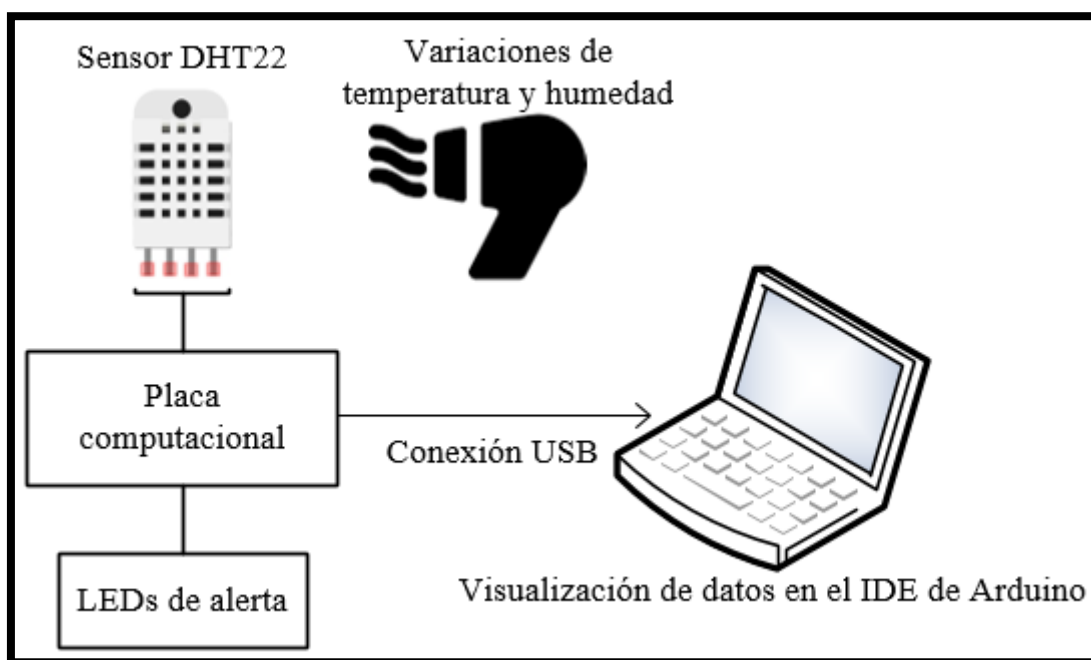 Sensor DHT22
Variaciones de
temperatura y humedad
Placa
computacional
Conexión USB
LEDs de alerta
Visualización de datos en el IDE de Arduino